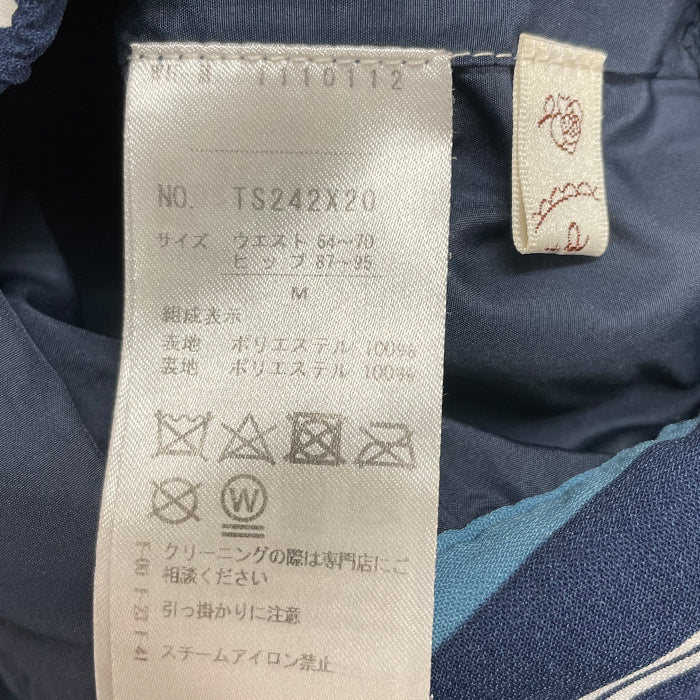 1110112
NO. TS242X20
サイズ ウエスト 64～70
ヒップ 87～95
M
組成表示
表地 ポリエステル 100%
裏地 ポリエステル 100%
W
クリーニングの際は専門店にご
相談ください
引っ掛かりに注意
スチームアイロン禁止